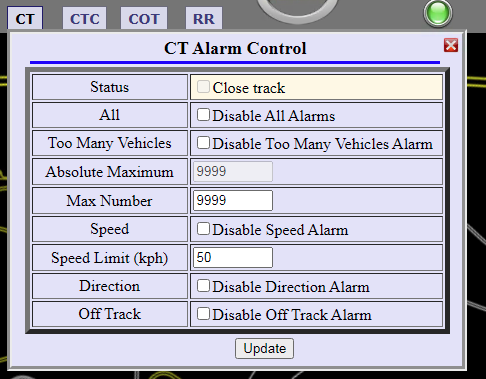 CT CTC COT RR
CT Alarm Control
Status Close track
All Disable All Alarms
Too Many Vehicles Disable Too Many Vehicles Alarm
Absolute Maximum 9999
Max Number 9999
Speed Disable Speed Alarm
Speed Limit (kph) 50
Direction Disable Direction Alarm
Off Track Disable Off Track Alarm
Update